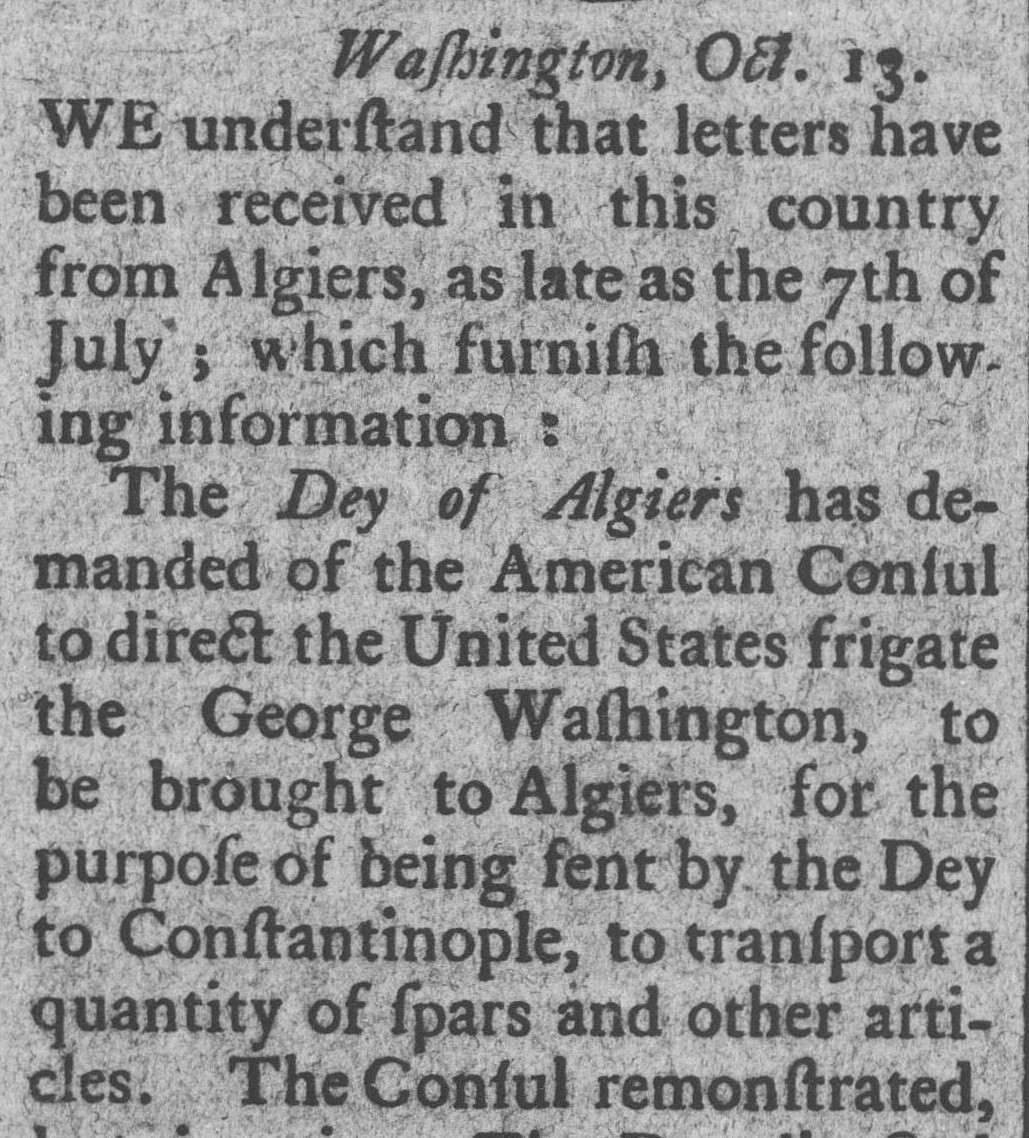 Waſhington, Oct. 13.
WE underſtand that letters have
been received in this country
from Algiers, as late as the 7th of
July ; which furniſh the follow-
ing information :
The Dey of Algiers has de-
manded of the American Conſul
to direct the United States frigate
the George Waſhington, to
be brought to Algiers, for the
purpoſe of being ſent by the Dey
to Conſtantinople, to tranſport a
quantity of ſpars and other arti-
cles. The Conſul remonſtrated,